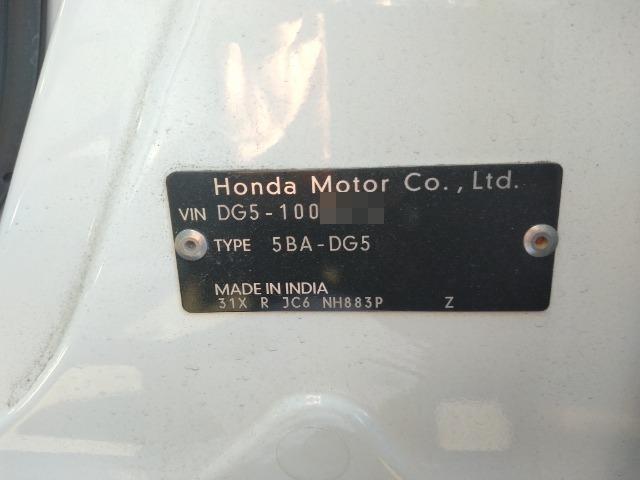 Honda Motor Co., Ltd.
VIN DG5-100
TYPE 5BA-DG5
MADE IN INDIA
31X R JC6 NH883P Z